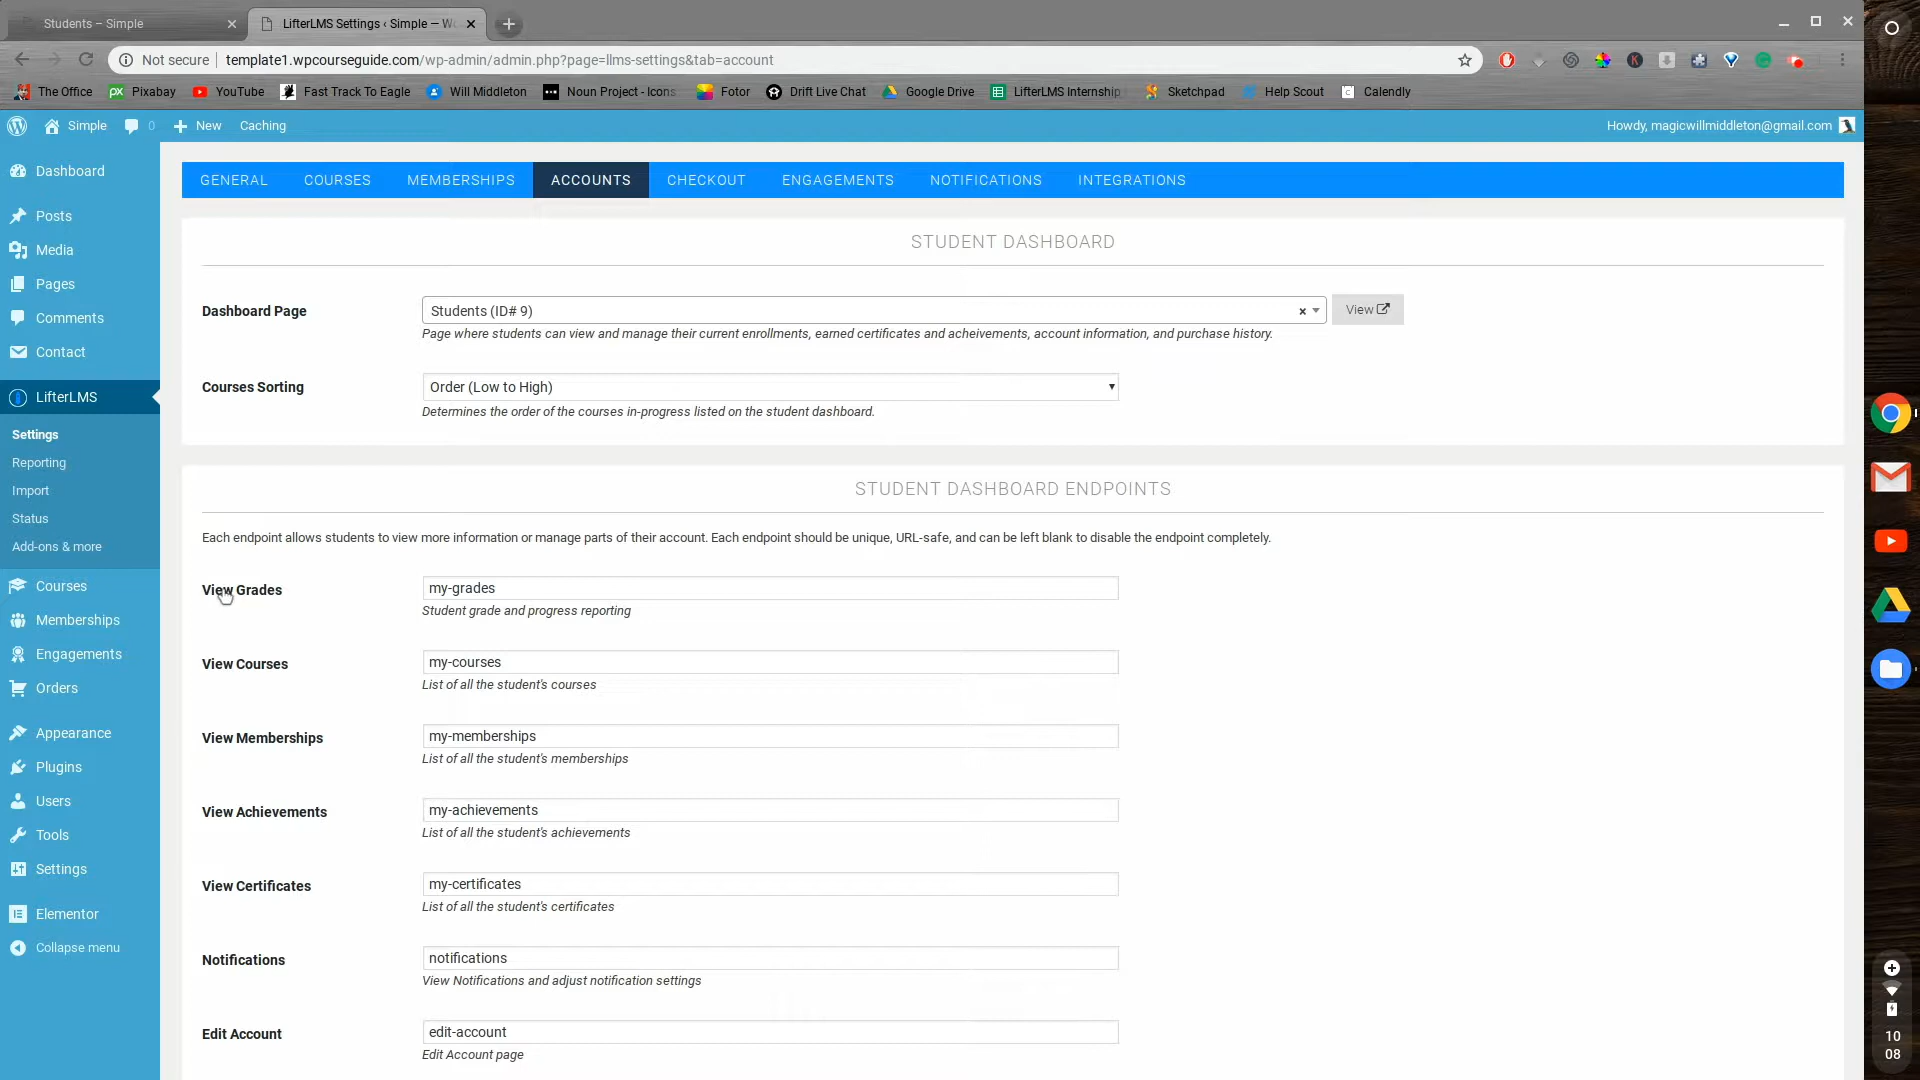 Students – Simple
LifterLMS Settings ‹ Simple — W
Not secure
template1.wpcourseguide.com/wp-admin/admin.php?page=llms-settings&tab=account
The Office
px Pixabay
YouTube
Fast Track To Eagle
Will Middleton
Noun Project - Icons
Fotor
Drift Live Chat
Google Drive
LifterLMS Internship
Sketchpad
Help Scout
Calendly
Simple
0
New
Caching
Howdy, magicwillmiddleton@gmail.com
Dashboard
Posts
Media
Pages
Comments
Contact
LifterLMS
Settings
Reporting
Import
Status
Add-ons & more
Courses
Memberships
Engagements
Orders
Appearance
Plugins
Users
Tools
Settings
Elementor
Collapse menu
GENERAL
COURSES
MEMBERSHIPS
ACCOUNTS
CHECKOUT
ENGAGEMENTS
NOTIFICATIONS
INTEGRATIONS
STUDENT DASHBOARD
Dashboard Page
Students (ID# 9)
×
View
Page where students can view and manage their current enrollments, earned certificates and acheivements, account information, and purchase history.
Courses Sorting
Order (Low to High)
Determines the order of the courses in-progress listed on the student dashboard.
STUDENT DASHBOARD ENDPOINTS
Each endpoint allows students to view more information or manage parts of their account. Each endpoint should be unique, URL-safe, and can be left blank to disable the endpoint completely.
View Grades
my-grades
Student grade and progress reporting
View Courses
my-courses
List of all the student's courses
View Memberships
my-memberships
List of all the student's memberships
View Achievements
my-achievements
List of all the student's achievements
View Certificates
my-certificates
List of all the student's certificates
Notifications
notifications
View Notifications and adjust notification settings
Edit Account
edit-account
Edit Account page
10
08